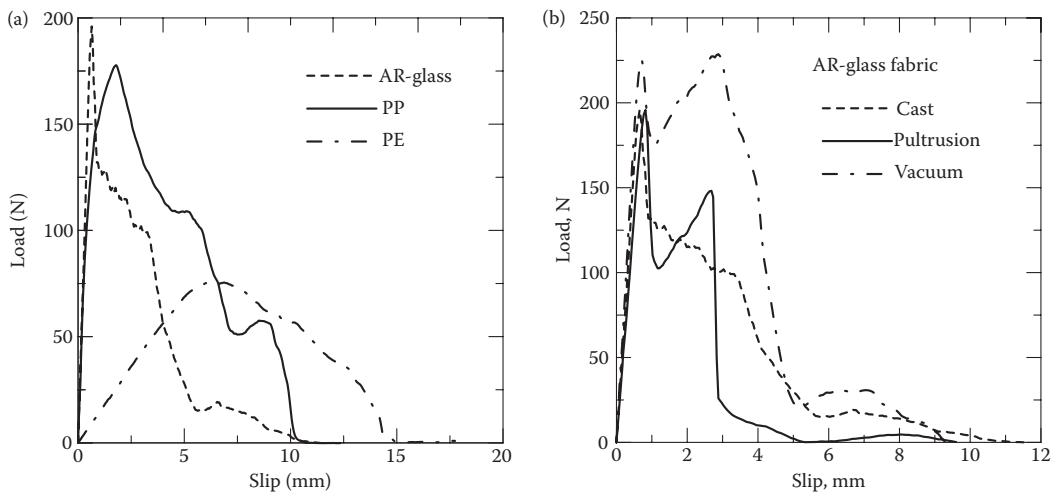 (a)
200
150
100
50
0
Load (N)
AR-glass
PP
PE
0 5 10 15 20
Slip (mm)
(b)
250
200
150
100
50
0
Load, N
AR-glass fabric
Cast
Pultrusion
Vacuum
0 2 4 6 8 10 12
Slip, mm